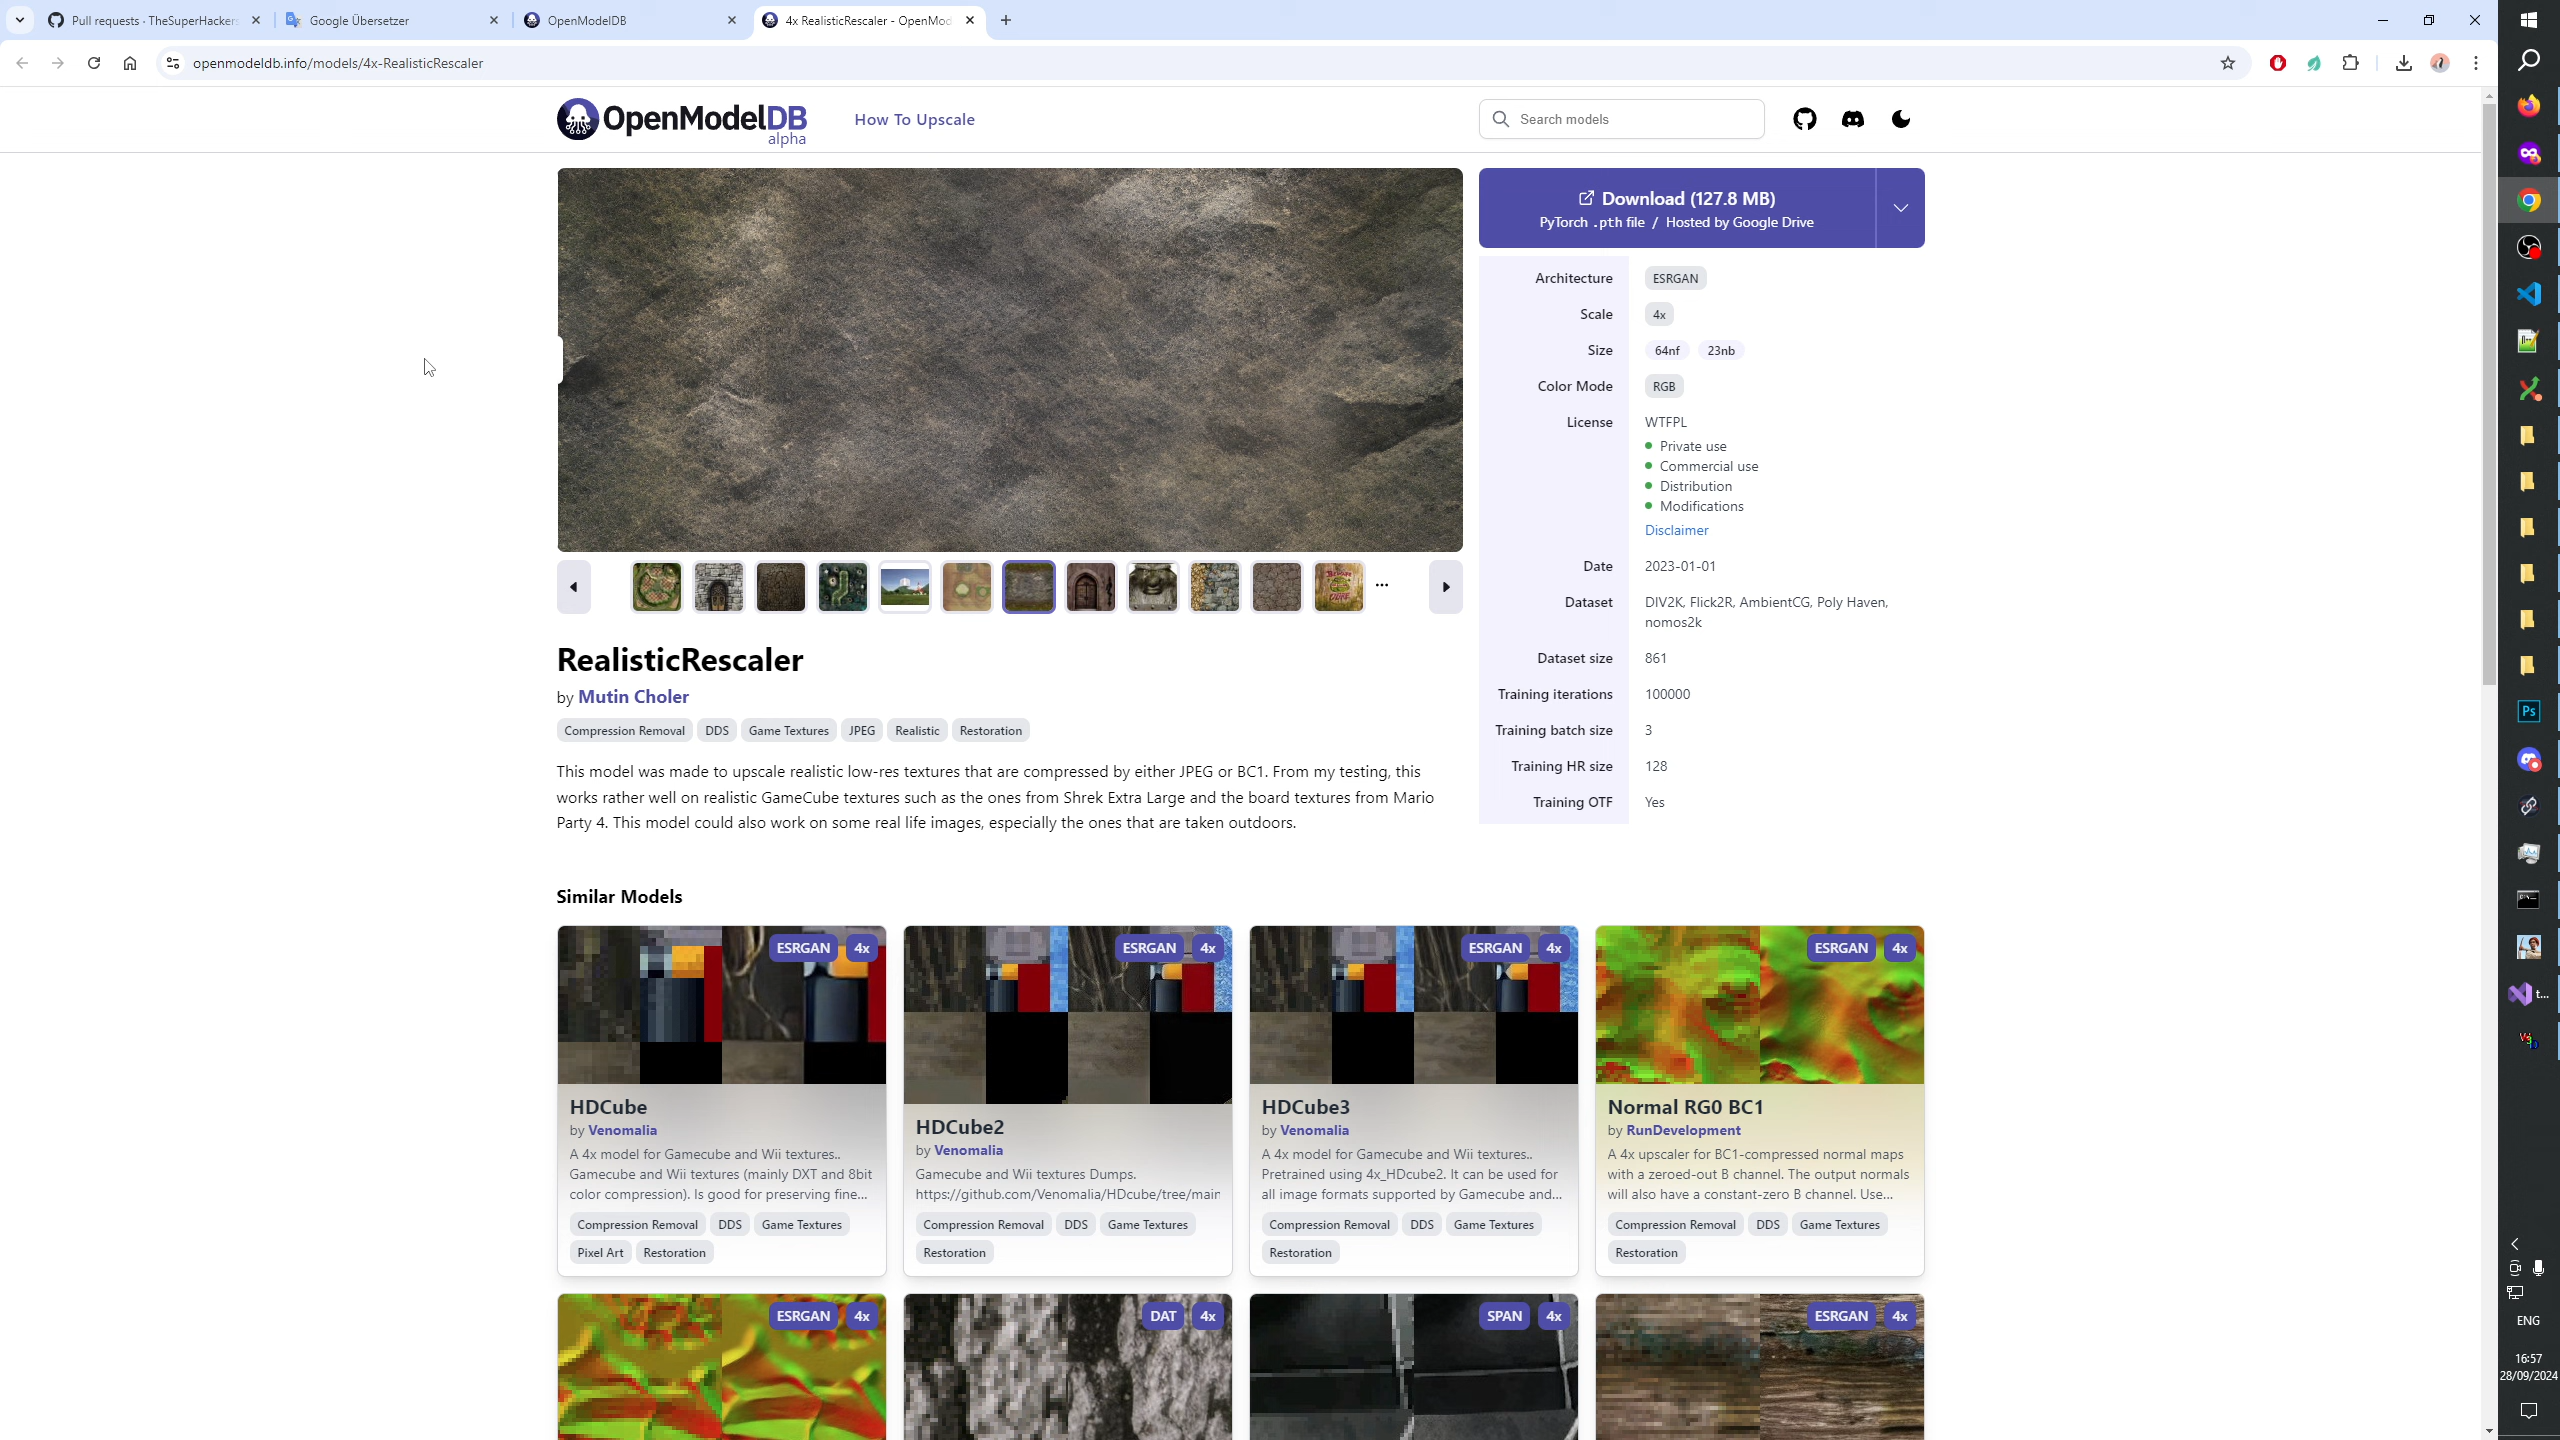 Pull requests · TheSuperHackers
Google Übersetzer
OpenModelDB
4x RealisticRescaler - OpenMod
openmodeldb.info/models/4x-RealisticRescaler
OpenModelDB
alpha
How To Upscale
Search models
Download (127.8 MB)
PyTorch .pth file / Hosted by Google Drive
Architecture ESRGAN
Scale 4x
Size 64nf 23nb
Color Mode RGB
License WTFPL
Private use
Commercial use
Distribution
Modifications
Disclaimer
Date 2023-01-01
Dataset DIV2K, Flick2R, AmbientCG, Poly Haven,
nomos2k
Dataset size 861
Training iterations 100000
Training batch size 3
Training HR size 128
Training OTF Yes
...
RealisticRescaler
by Mutin Choler
Compression Removal DDS Game Textures JPEG Realistic Restoration
This model was made to upscale realistic low-res textures that are compressed by either JPEG or BC1. From my testing, this
works rather well on realistic GameCube textures such as the ones from Shrek Extra Large and the board textures from Mario
Party 4. This model could also work on some real life images, especially the ones that are taken outdoors.
Similar Models
ESRGAN 4x
HDCube
by Venomalia
A 4x model for Gamecube and Wii textures..
Gamecube and Wii textures (mainly DXT and 8bit
color compression). Is good for preserving fine...
Compression Removal DDS Game Textures
Pixel Art Restoration
ESRGAN 4x
HDCube2
by Venomalia
Gamecube and Wii textures Dumps.
https://github.com/Venomalia/HDcube/tree/main
Compression Removal DDS Game Textures
Restoration
ESRGAN 4x
HDCube3
by Venomalia
A 4x model for Gamecube and Wii textures..
Pretrained using 4x_HDcube2. It can be used for
all image formats supported by Gamecube and...
Compression Removal DDS Game Textures
Restoration
ESRGAN 4x
Normal RG0 BC1
by RunDevelopment
A 4x upscaler for BC1-compressed normal maps
with a zeroed-out B channel. The output normals
will also have a constant-zero B channel. Use...
Compression Removal DDS Game Textures
Restoration
ESRGAN 4x
DAT 4x
SPAN 4x
ESRGAN 4x
Ps
t...
ENG
16:57
28/09/2024